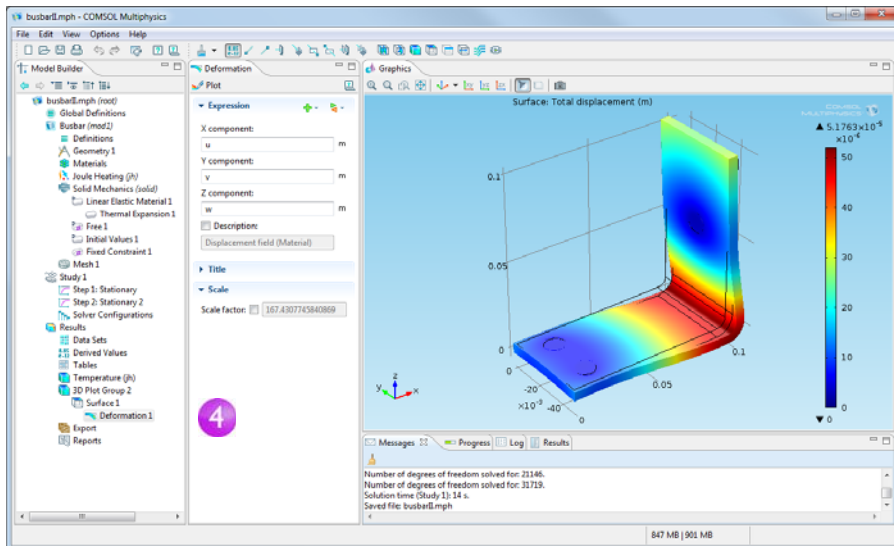 busbarII.mph - COMSOL Multiphysics
File Edit View Options Help
Model Builder
busbarII.mph (root)
Global Definitions
Busbar (mod1)
Definitions
Geometry 1
Materials
Joule Heating (jh)
Solid Mechanics (solid)
Linear Elastic Material 1
Thermal Expansion 1
Free 1
Initial Values 1
Fixed Constraint 1
Mesh 1
Study 1
Step 1: Stationary
Step 2: Stationary 2
Solver Configurations
Results
Data Sets
Derived Values
Tables
Temperature (jh)
3D Plot Group 2
Surface 1
Deformation 1
Export
Reports
Deformation
Plot
Expression
X component:
u m
Y component:
v m
Z component:
w m
Description:
Displacement field (Material)
Title
Scale
Scale factor: 167.4307745840869
4
Graphics
Surface: Total displacement (m)
COMSOL
MULTIPHYSICS
▲ 5.1763×10⁻⁵
×10⁻⁶
50
40
30
20
10
0
▼ 0
0.1
0.05
0
0
-20
×10⁻³ -40
0
0.05
0.1
z
y
x
Messages Progress Log Results
Number of degrees of freedom solved for: 21146.
Number of degrees of freedom solved for: 31719.
Solution time (Study 1): 14 s.
Saved file: busbarII.mph
847 MB | 901 MB